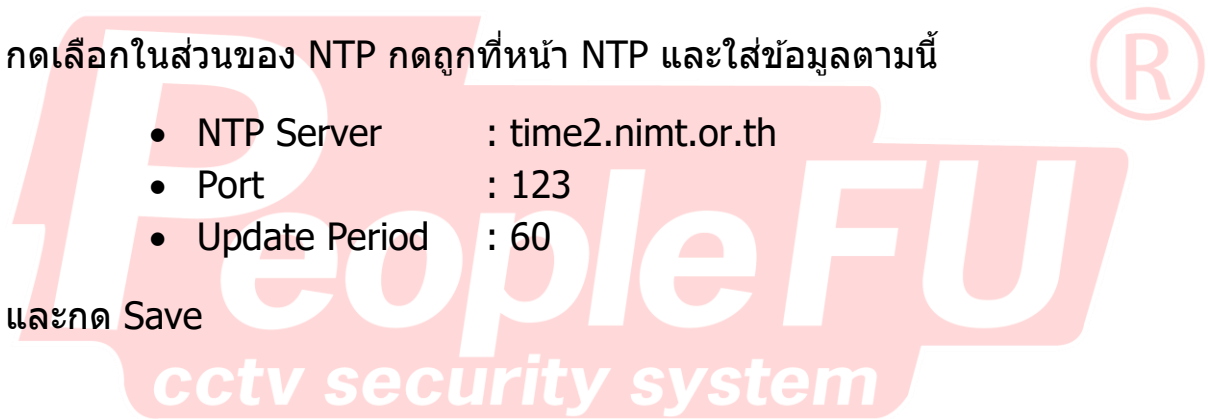 กดเลือกในส่วนของ NTP กดถูกที่หน้า NTP และใส่ข้อมูลตามนี้
• NTP Server : time2.nimt.or.th
• Port : 123
• Update Period : 60
และกด Save
PeopleFU ®
cctv security system